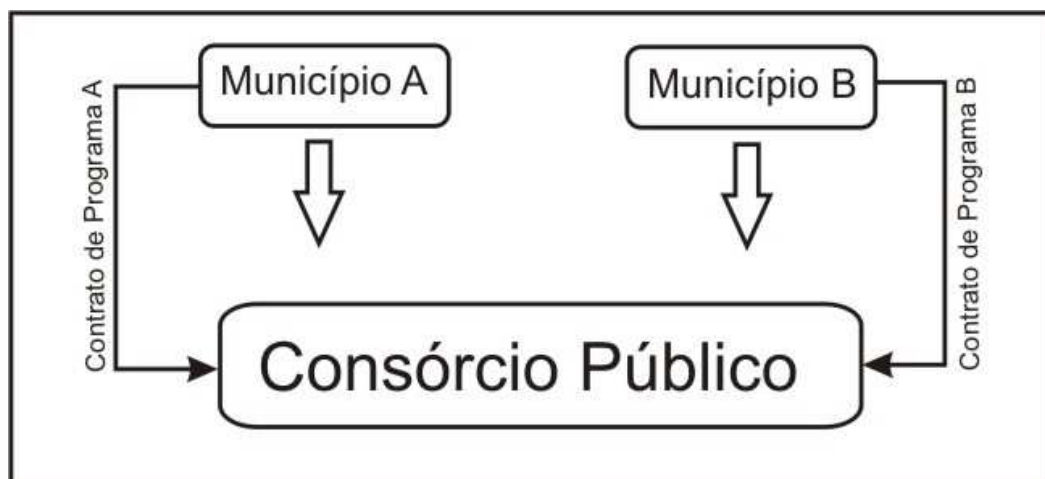 Município A
Município B
Contrato de Programa A
Contrato de Programa B
Consórcio Público